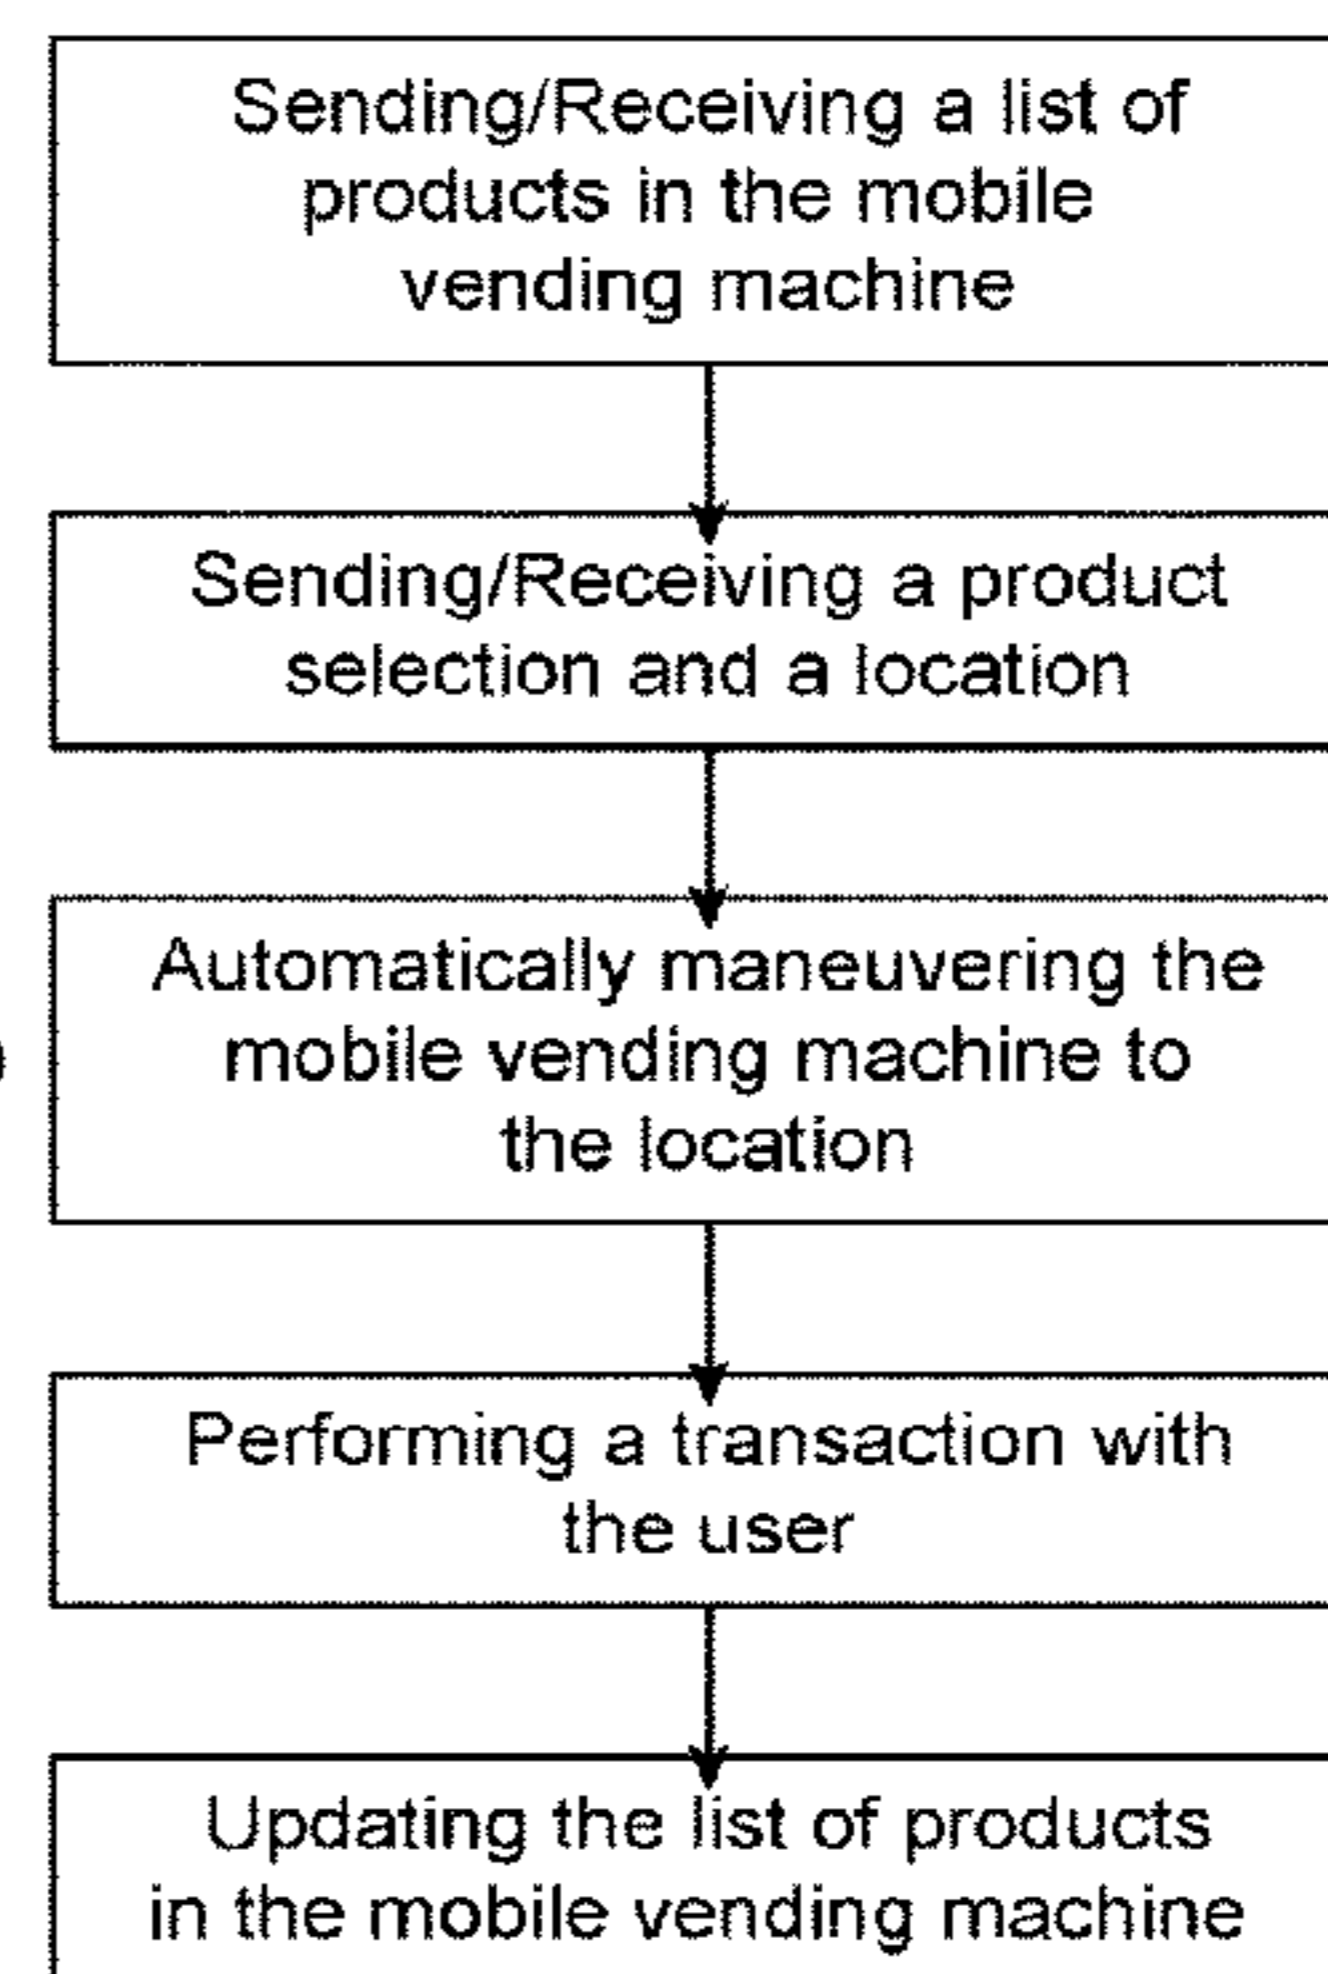 Sending/Receiving a list of
products in the mobile
vending machine
Sending/Receiving a product
selection and a location
Automatically maneuvering the
mobile vending machine to
the location
Performing a transaction with
the user
Updating the list of products
in the mobile vending machine